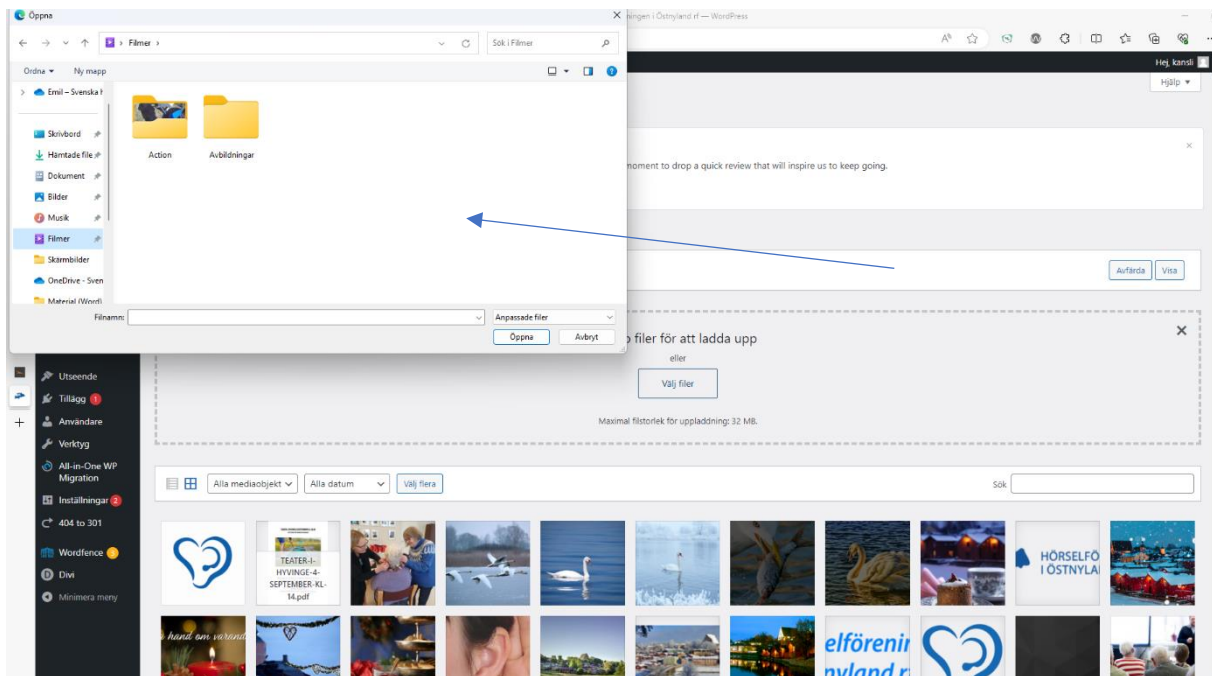 Öppna
ningen i Östnyland rf — WordPress
Filmer
Sök i Filmer
Ordna
Ny mapp
Hej, kansli
Hjälp
Emil – Svenska h
Skrivbord
Hämtade file
Dokument
Bilder
Musik
Filmer
Skärmbilder
OneDrive - Sven
Material (Word)
Action
Avbildningar
moment to drop a quick review that will inspire us to keep going.
Avfärda
Visa
Filnamn:
Anpassade filer
Öppna
Avbryt
filer för att ladda upp
eller
Välj filer
Maximal filstorlek för uppladdning: 32 MB.
Utseende
Tillägg 1
Användare
Verktyg
All-in-One WP
Migration
Inställningar 2
404 to 301
Wordfence
Divi
Minimera meny
Alla mediaobjekt
Alla datum
Välj flera
Sök
TEATER-I-
HYVINGE-4-
SEPTEMBER-KL-
14.pdf
HÖRSELFÖ
I ÖSTNYLA
hand om varand
elförenin
nyland r